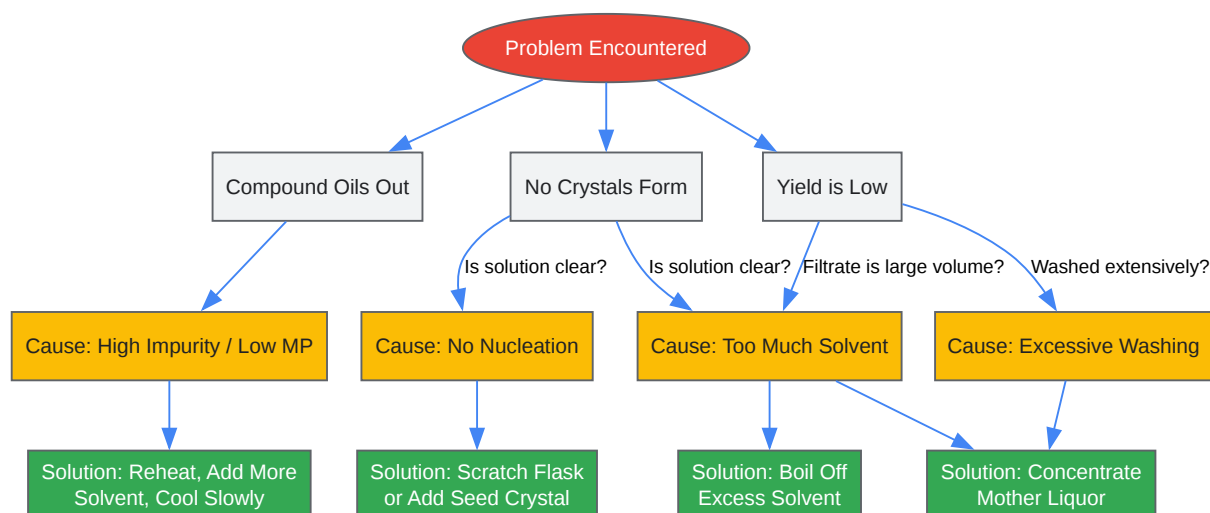 Problem Encountered
Compound Oils Out
No Crystals Form
Yield is Low
Is solution clear?
Is solution clear?
Filtrate is large volume?
Washed extensively?
Cause: High Impurity / Low MP
Cause: No Nucleation
Cause: Too Much Solvent
Cause: Excessive Washing
Solution: Reheat, Add More
Solvent, Cool Slowly
Solution: Scratch Flask
or Add Seed Crystal
Solution: Boil Off
Excess Solvent
Solution: Concentrate
Mother Liquor